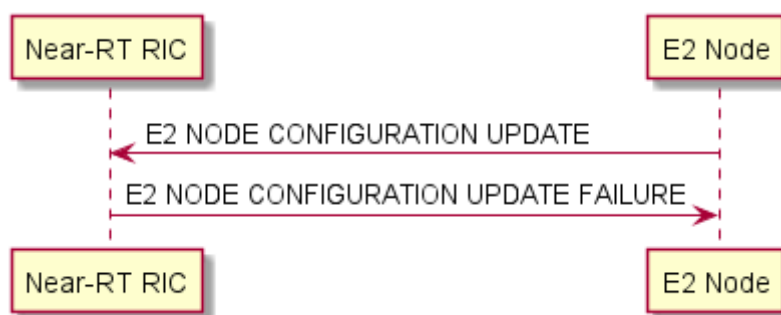 Near-RT RIC
E2 Node
E2 NODE CONFIGURATION UPDATE
E2 NODE CONFIGURATION UPDATE FAILURE
Near-RT RIC
E2 Node